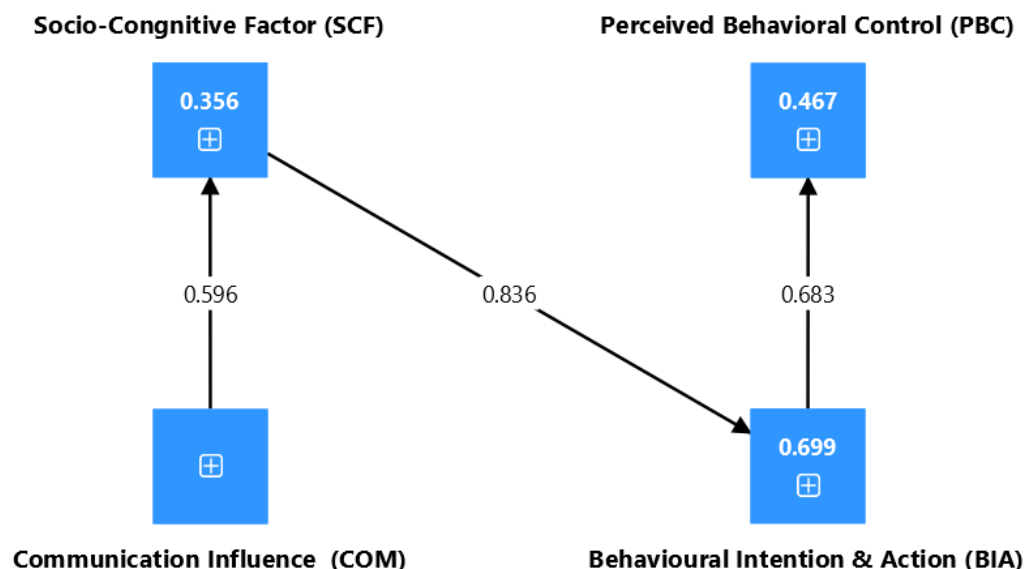 Socio-Congnitive Factor (SCF)
Perceived Behavioral Control (PBC)
0.356
0.467
0.596
0.836
0.683
0.699
Communication Influence  (COM)
Behavioural Intention & Action (BIA)